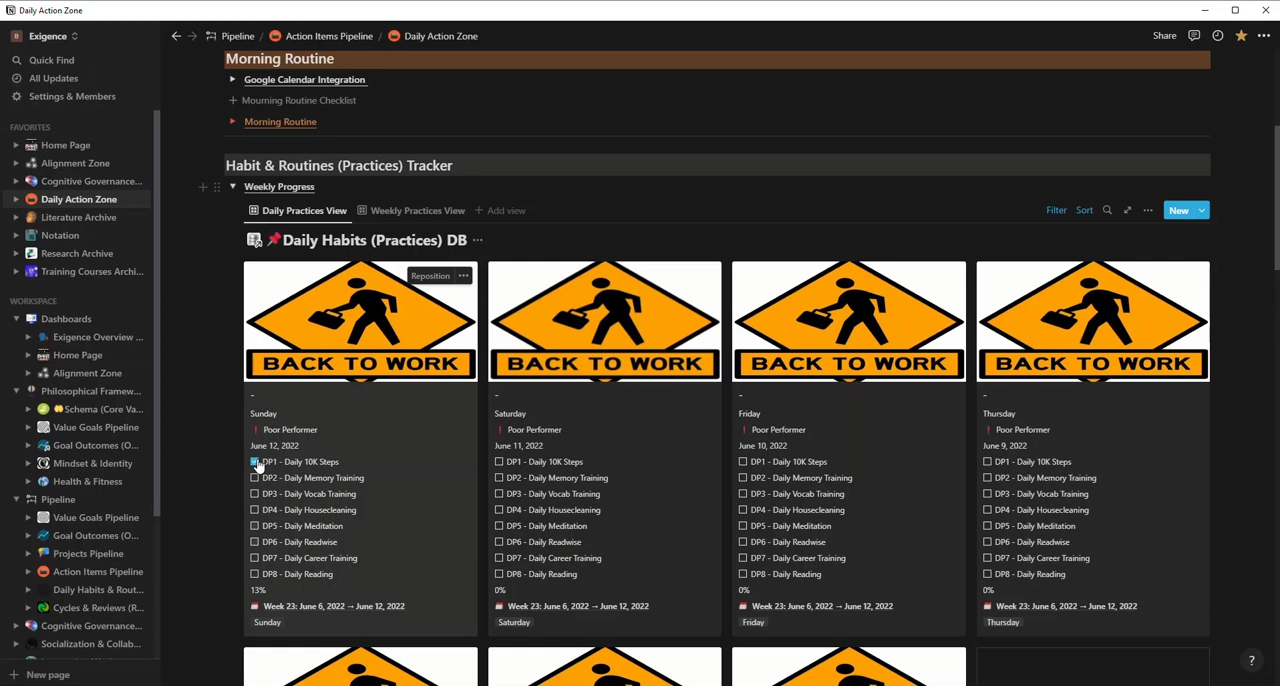 Daily Action Zone
B Exigence
Pipeline / Action Items Pipeline / Daily Action Zone
Share
Quick Find
All Updates
Settings & Members
FAVORITES
Home Page
Alignment Zone
Cognitive Governance...
Daily Action Zone
Literature Archive
Notation
Research Archive
Training Courses Archi...
WORKSPACE
Dashboards
Exigence Overview ...
Home Page
Alignment Zone
Philosophical Framew...
Schema (Core Va...
Value Goals Pipeline
Goal Outcomes (O...
Mindset & Identity
Health & Fitness
Pipeline
Value Goals Pipeline
Goal Outcomes (O...
Projects Pipeline
Action Items Pipeline
Daily Habits & Rout...
Cycles & Reviews (R...
Cognitive Governance...
Socialization & Collab...
+ New page
Morning Routine
Google Calendar Integration
+ Mourning Routine Checklist
Morning Routine
Habit & Routines (Practices) Tracker
Weekly Progress
Daily Practices View Weekly Practices View + Add view
Filter Sort New
Daily Habits (Practices) DB ...
Reposition
BACK TO WORK
-
Sunday
Poor Performer
June 12, 2022
DP1 - Daily 10K Steps
DP2 - Daily Memory Training
DP3 - Daily Vocab Training
DP4 - Daily Housecleaning
DP5 - Daily Meditation
DP6 - Daily Readwise
DP7 - Daily Career Training
DP8 - Daily Reading
13%
Week 23: June 6, 2022 → June 12, 2022
Sunday
BACK TO WORK
-
Saturday
Poor Performer
June 11, 2022
DP1 - Daily 10K Steps
DP2 - Daily Memory Training
DP3 - Daily Vocab Training
DP4 - Daily Housecleaning
DP5 - Daily Meditation
DP6 - Daily Readwise
DP7 - Daily Career Training
DP8 - Daily Reading
0%
Week 23: June 6, 2022 → June 12, 2022
Saturday
BACK TO WORK
-
Friday
Poor Performer
June 10, 2022
DP1 - Daily 10K Steps
DP2 - Daily Memory Training
DP3 - Daily Vocab Training
DP4 - Daily Housecleaning
DP5 - Daily Meditation
DP6 - Daily Readwise
DP7 - Daily Career Training
DP8 - Daily Reading
0%
Week 23: June 6, 2022 → June 12, 2022
Friday
BACK TO WORK
-
Thursday
Poor Performer
June 9, 2022
DP1 - Daily 10K Steps
DP2 - Daily Memory Training
DP3 - Daily Vocab Training
DP4 - Daily Housecleaning
DP5 - Daily Meditation
DP6 - Daily Readwise
DP7 - Daily Career Training
DP8 - Daily Reading
0%
Week 23: June 6, 2022 → June 12, 2022
Thursday
?